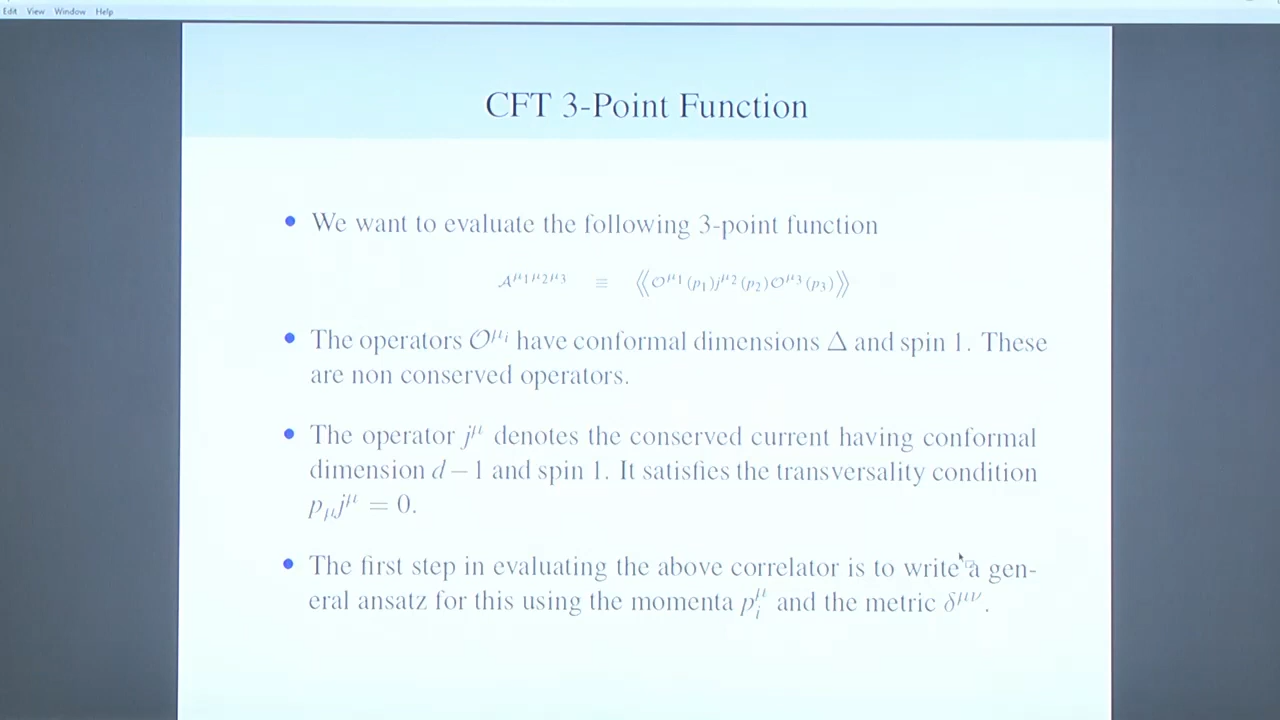 Edit View Window Help
CFT 3-Point Function
• We want to evaluate the following 3-point function
𝒜^{μ1μ2μ3} ≡ ⟪𝒪^{μ1}(p₁)j^{μ2}(p₂)𝒪^{μ3}(p₃)⟫
• The operators 𝒪^{μ_i} have conformal dimensions Δ and spin 1. These
are non conserved operators.
• The operator j^μ denotes the conserved current having conformal
dimension d − 1 and spin 1. It satisfies the transversality condition
p_μ j^μ = 0.
• The first step in evaluating the above correlator is to write a gen-
eral ansatz for this using the momenta p_i^μ and the metric δ^{μν}.